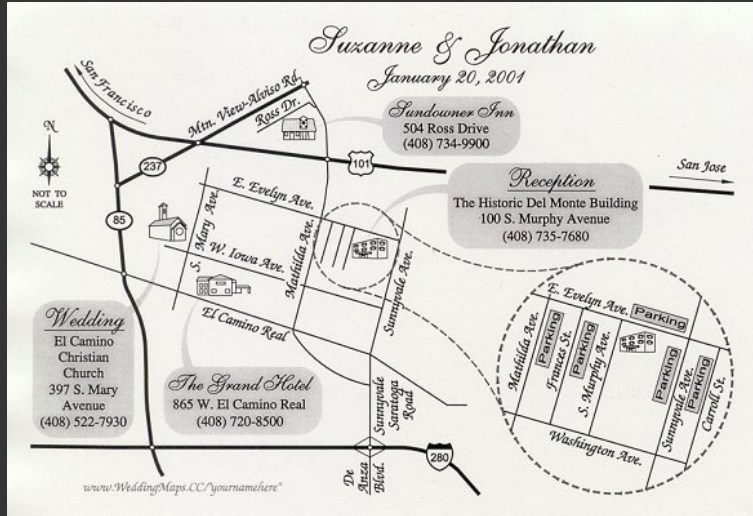 Suzanne & Jonathan
January 20, 2001
San Francisco
Mtn. View-Alviso Rd.
Ross Dr.
Sundowner Inn
504 Ross Drive
(408) 734-9900
N
NOT TO
SCALE
237
101
San Jose
Reception
The Historic Del Monte Building
100 S. Murphy Avenue
(408) 735-7680
85
E. Evelyn Ave.
S. Mary Ave.
W. Iowa Ave.
Mathilda Ave.
Sunnyvale Ave.
El Camino Real
Wedding
El Camino
Christian
Church
397 S. Mary
Avenue
(408) 522-7930
The Grand Hotel
865 W. El Camino Real
(408) 720-8500
Sunnyvale
Saratoga
Road
De
Anza
Blvd.
280
E. Evelyn Ave.
Parking
Mathilda Ave.
Parking
Frances St.
Parking
S. Murphy Ave.
Parking
Sunnyvale Ave.
Parking
Carroll St.
Washington Ave.
www.WeddingMaps.CC/"yournamehere"